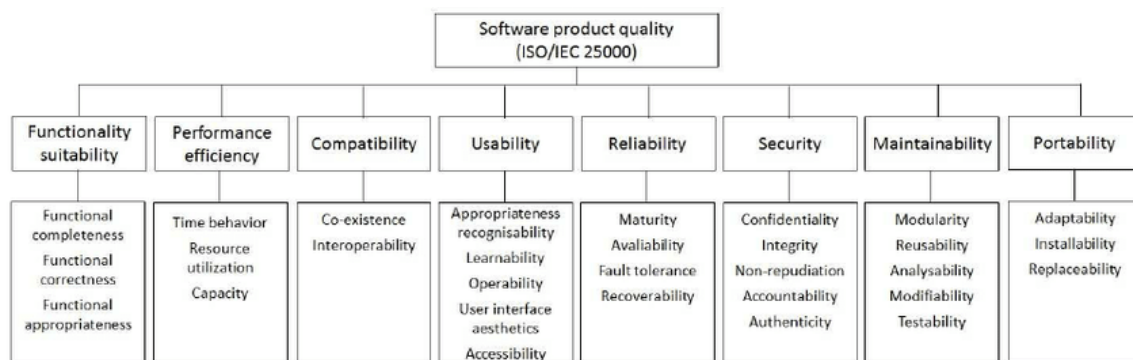 Software product quality
(ISO/IEC 25000)
Functionality
suitability
Performance
efficiency
Compatibility
Usability
Reliability
Security
Maintainability
Portability
Functional
completeness
Functional
correctness
Functional
appropriateness
Time behavior
Resource
utilization
Capacity
Co-existence
Interoperability
Appropriateness
recognisability
Learnability
Operability
User interface
aesthetics
Accessibility
Maturity
Avaliability
Fault tolerance
Recoverability
Confidentiality
Integrity
Non-repudiation
Accountability
Authenticity
Modularity
Reusability
Analysability
Modifiability
Testability
Adaptability
Installability
Replaceability